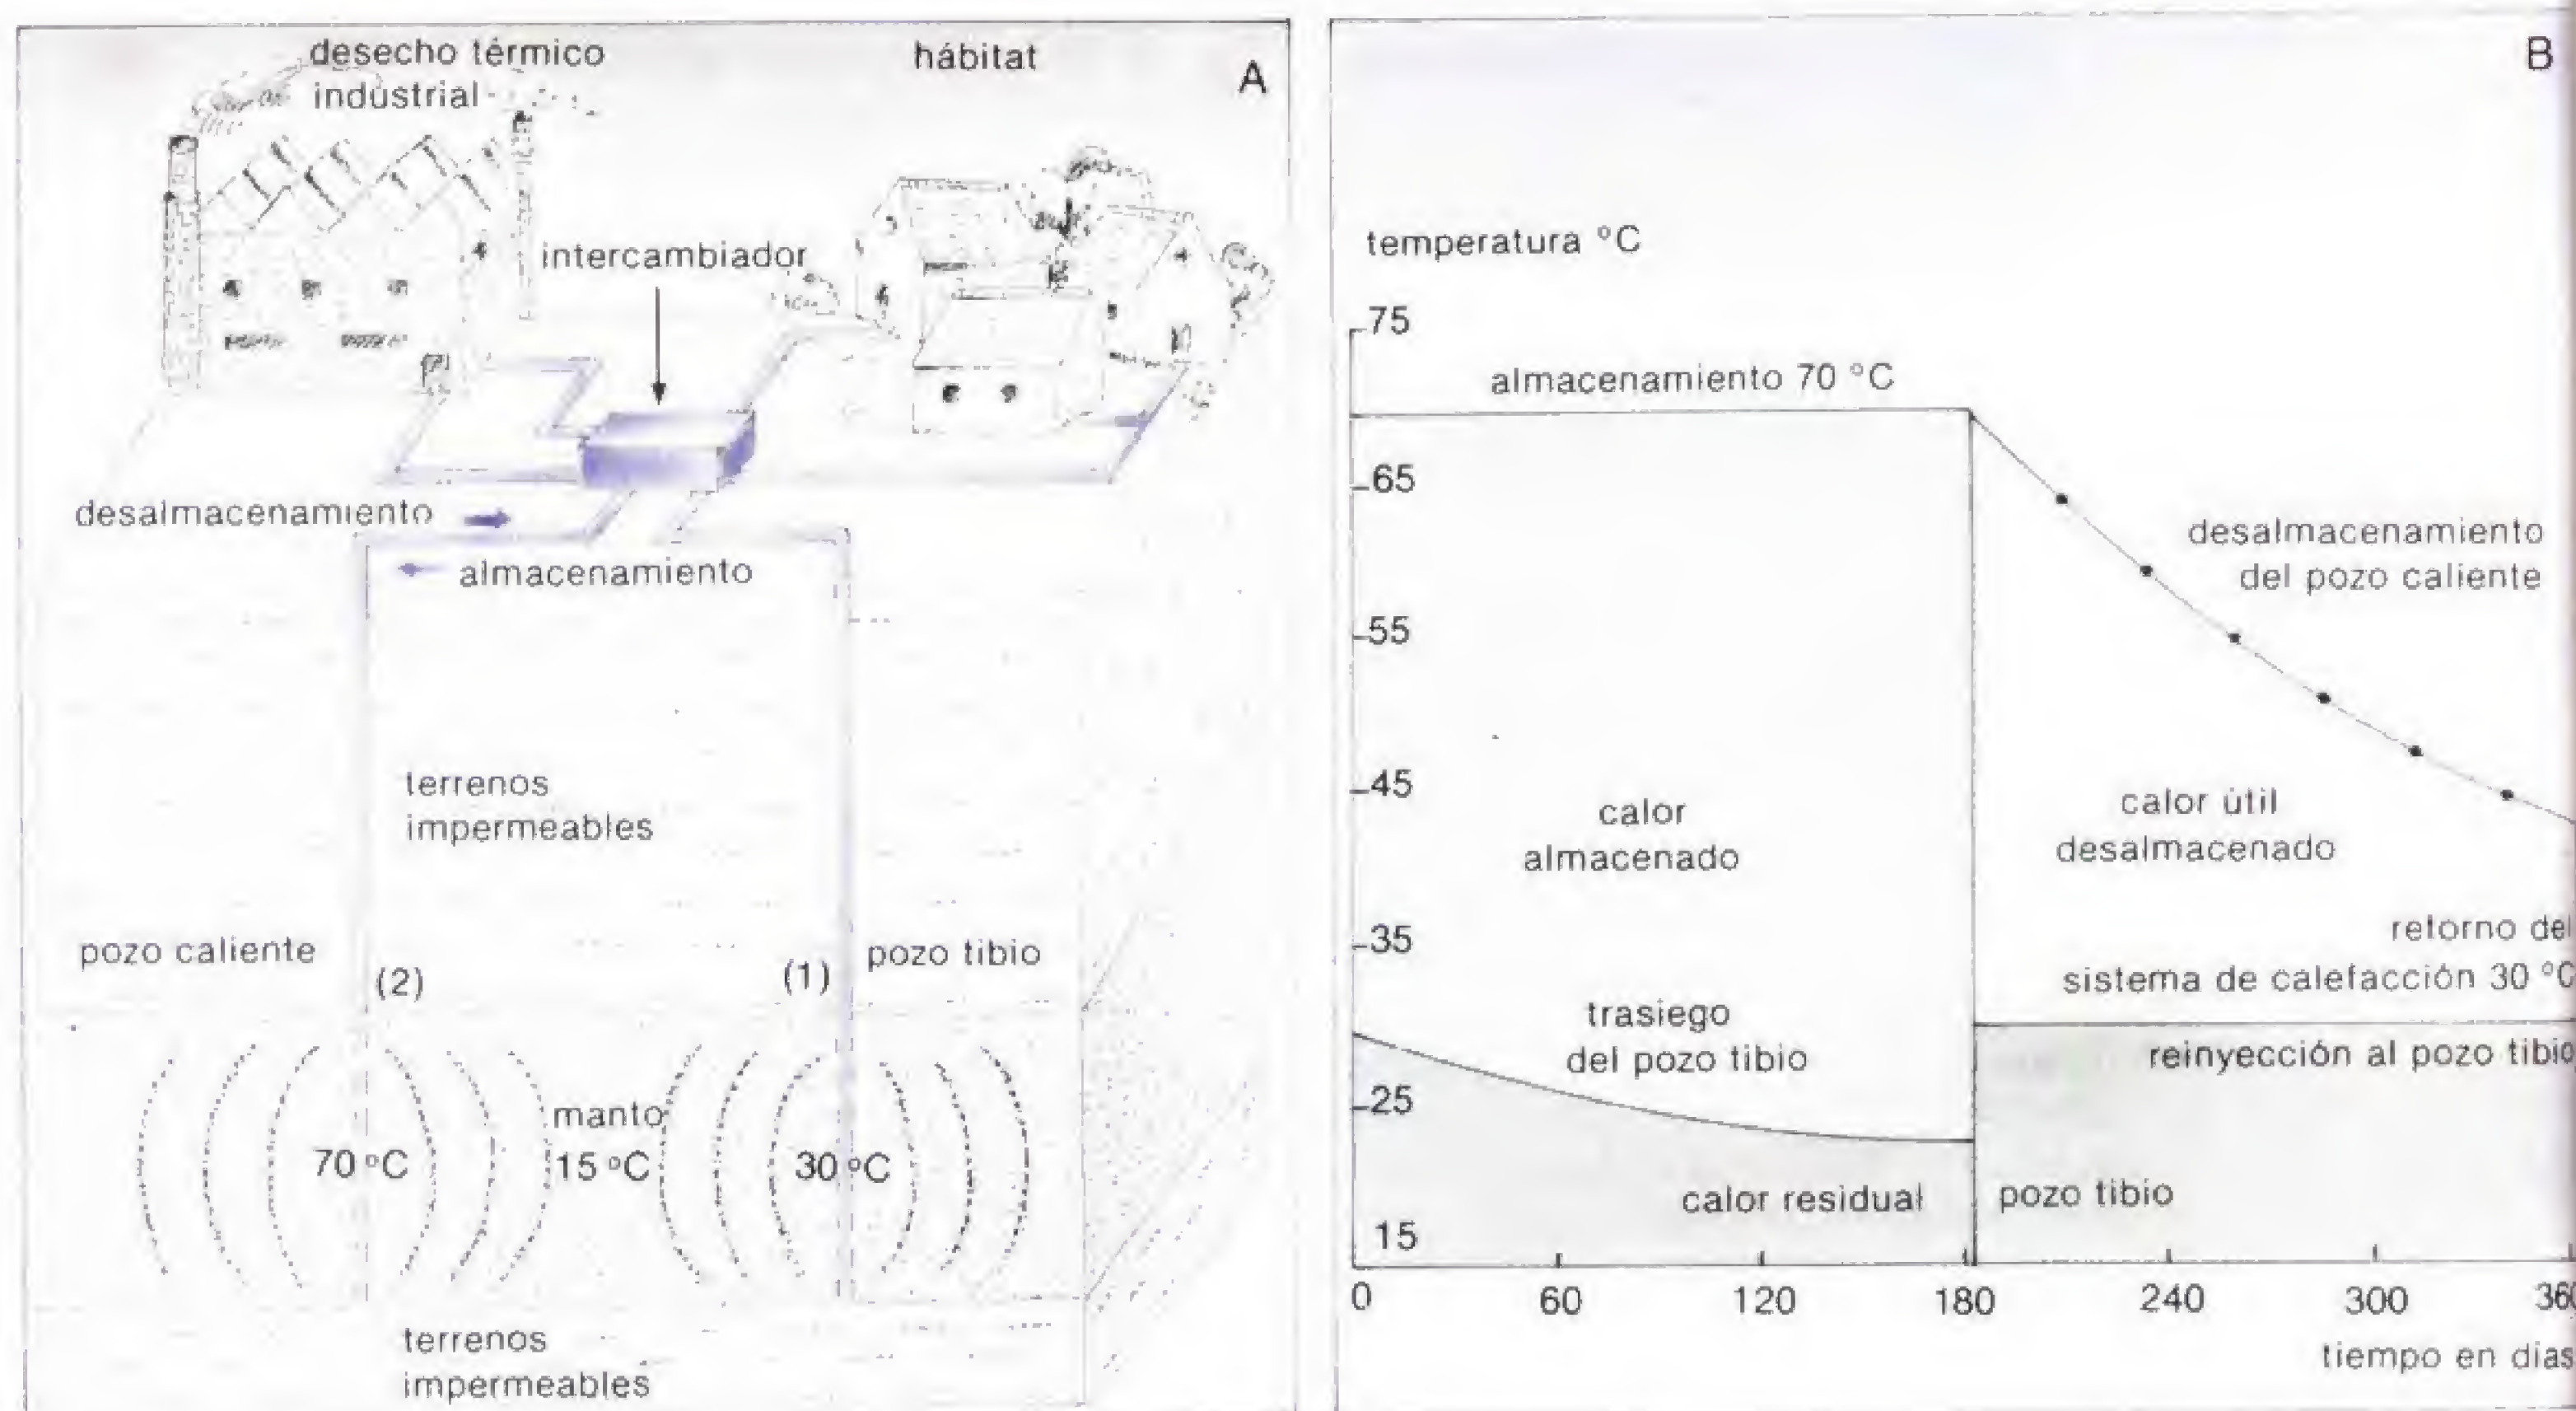 desecho térmico
industrial
hábitat
A
intercambiador
desalmacenamiento
almacenamiento
terrenos
impermeables
pozo caliente
(2)
(1)
pozo tibio
manto
70 °C
15 °C
30 °C
terrenos
impermeables
B
temperatura °C
75
almacenamiento 70 °C
65
desalmacenamiento
del pozo caliente
55
45
calor
almacenado
calor útil
desalmacenado
35
retorno del
sistema de calefacción 30 °C
trasiego
del pozo tibio
reinyección al pozo tibio
25
calor residual
pozo tibio
15
0
60
120
180
240
300
tiempo en dias